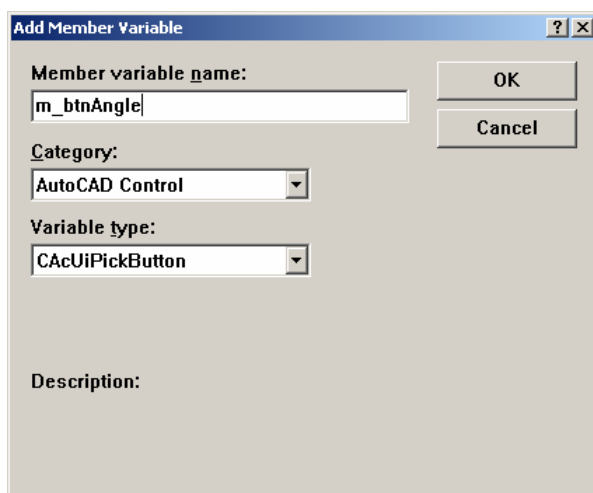 Add Member Variable
Member variable name:
OK
m_btnAngle
Cancel
Category:
AutoCAD Control
Variable type:
CAcUiPickButton
Description: